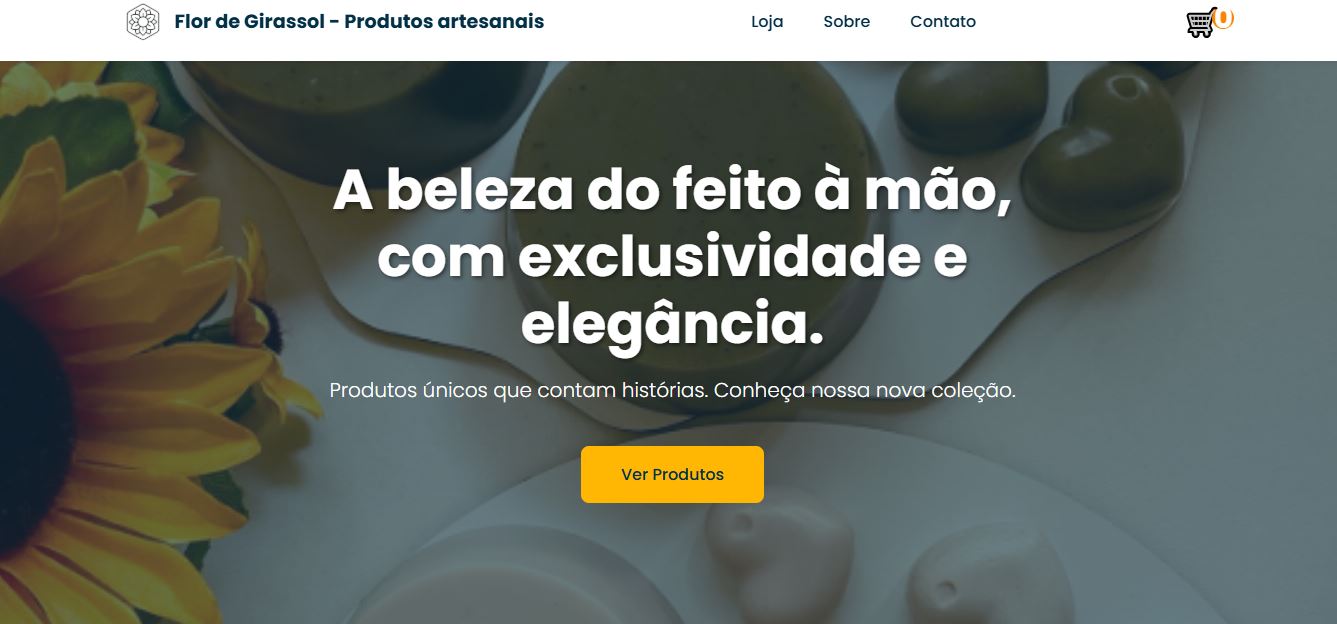 Flor de Girassol - Produtos artesanais
Loja
Sobre
Contato
0
A beleza do feito à mão,
com exclusividade e
elegância.
Produtos únicos que contam histórias. Conheça nossa nova coleção.
Ver Produtos